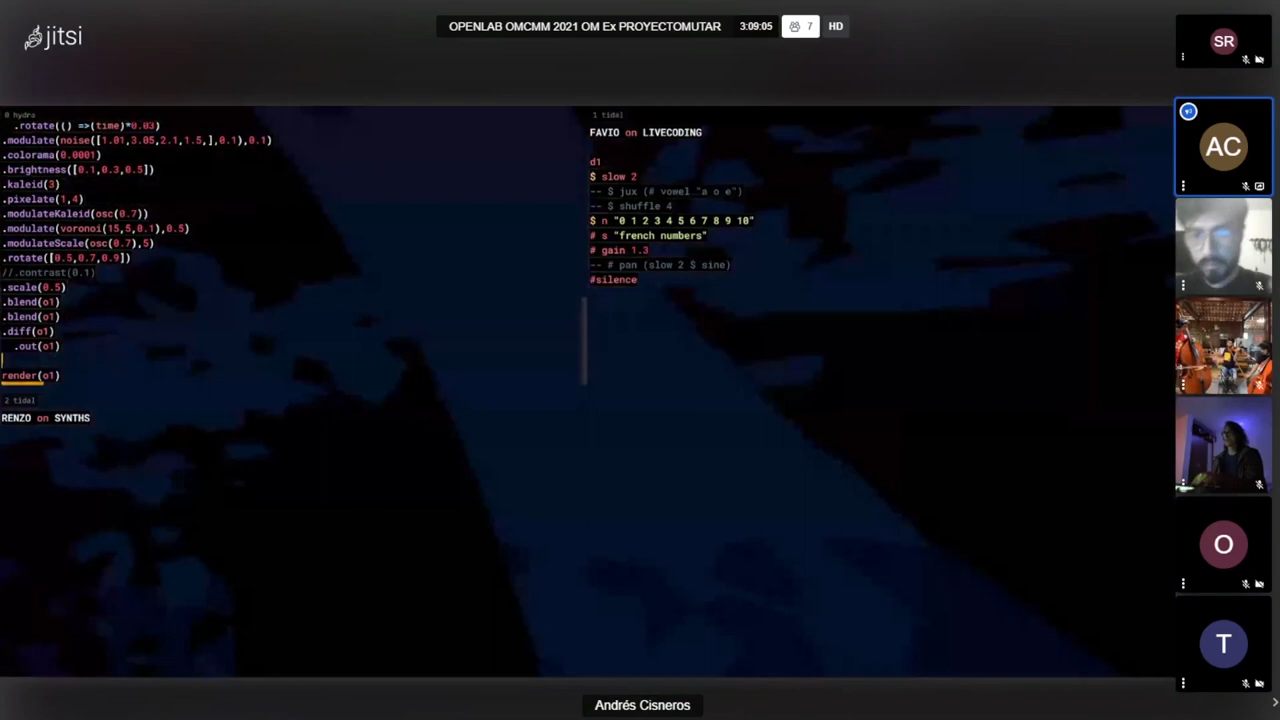 jitsi
OPENLAB OMCMM 2021 OM Ex PROYECTOMUTAR
3:09:05
7
HD
SR
AC
O
T
0 hydra
.rotate(() =>(time)*0.03)
.modulate(noise([1.01,3.05,2.1,1.5,],0.1),0.1)
.colorama(0.0001)
.brightness([0.1,0.3,0.5])
.kaleid(3)
.pixelate(1,4)
.modulateKaleid(osc(0.7))
.modulate(voronoi(15,5,0.1),0.5)
.modulateScale(osc(0.7),5)
.rotate([0.5,0.7,0.9])
//.contrast(0.1)
.scale(0.5)
.blend(o1)
.blend(o1)
.diff(o1)
.out(o1)
render(o1)
2 tidal
RENZO on SYNTHS
1 tidal
FAVIO on LIVECODING
d1
$ slow 2
-- $ jux (# vowel "a o e")
-- $ shuffle 4
$ n "0 1 2 3 4 5 6 7 8 9 10"
# s "french numbers"
# gain 1.3
-- # pan (slow 2 $ sine)
#silence
Andrés Cisneros